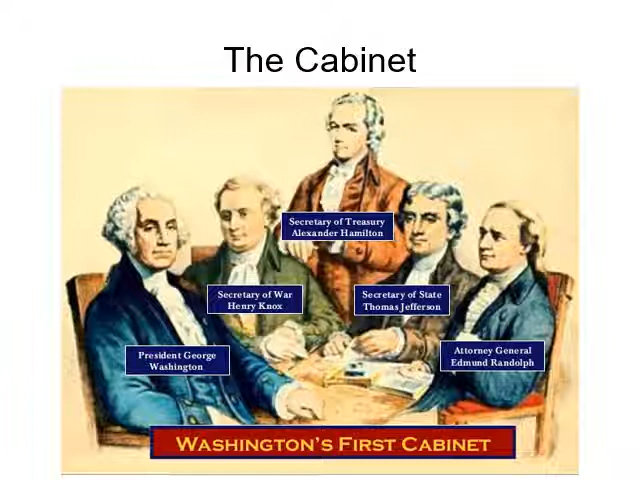 The Cabinet
Secretary of Treasury
Alexander Hamilton
Secretary of War
Henry Knox
Secretary of State
Thomas Jefferson
President George
Washington
Attorney General
Edmund Randolph
WASHINGTON'S FIRST CABINET